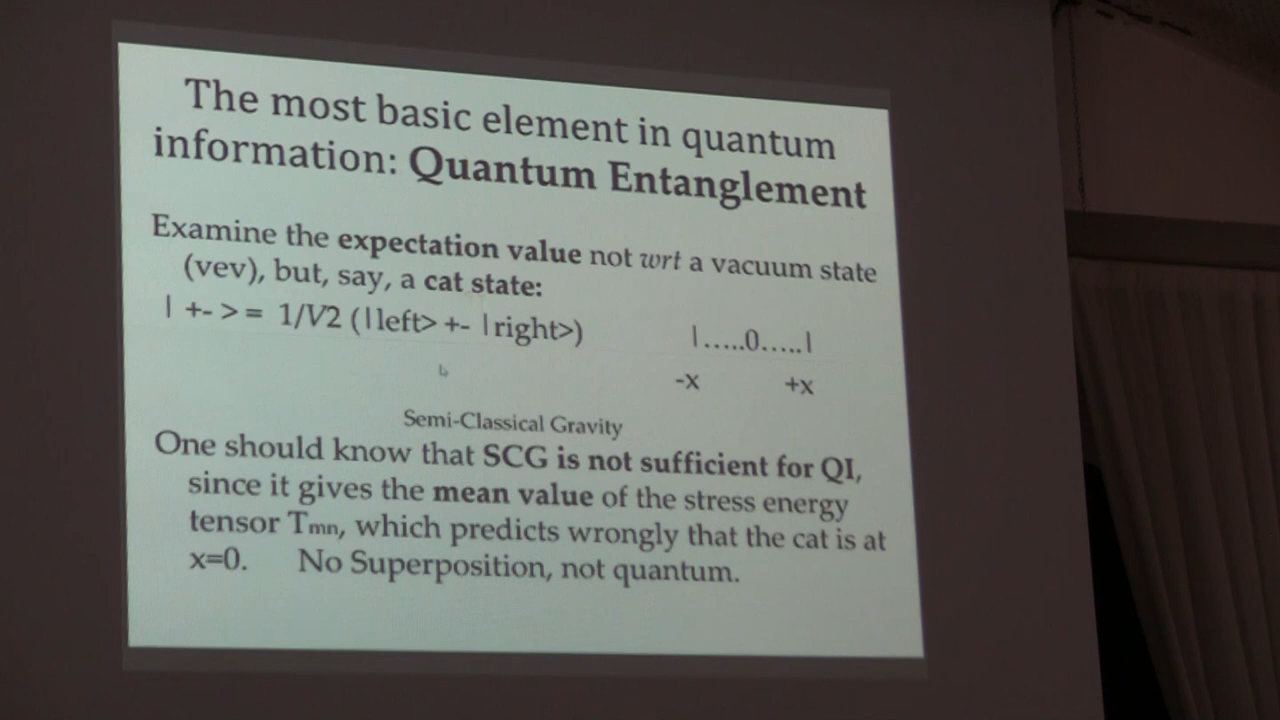 The most basic element in quantum
information: Quantum Entanglement
Examine the expectation value not wrt a vacuum state
(vev), but, say, a cat state:
| +- > = 1/V2 (|left> +- |right>)
|.....0.....|
-x +x
Semi-Classical Gravity
One should know that SCG is not sufficient for QI,
since it gives the mean value of the stress energy
tensor Tmn, which predicts wrongly that the cat is at
x=0. No Superposition, not quantum.